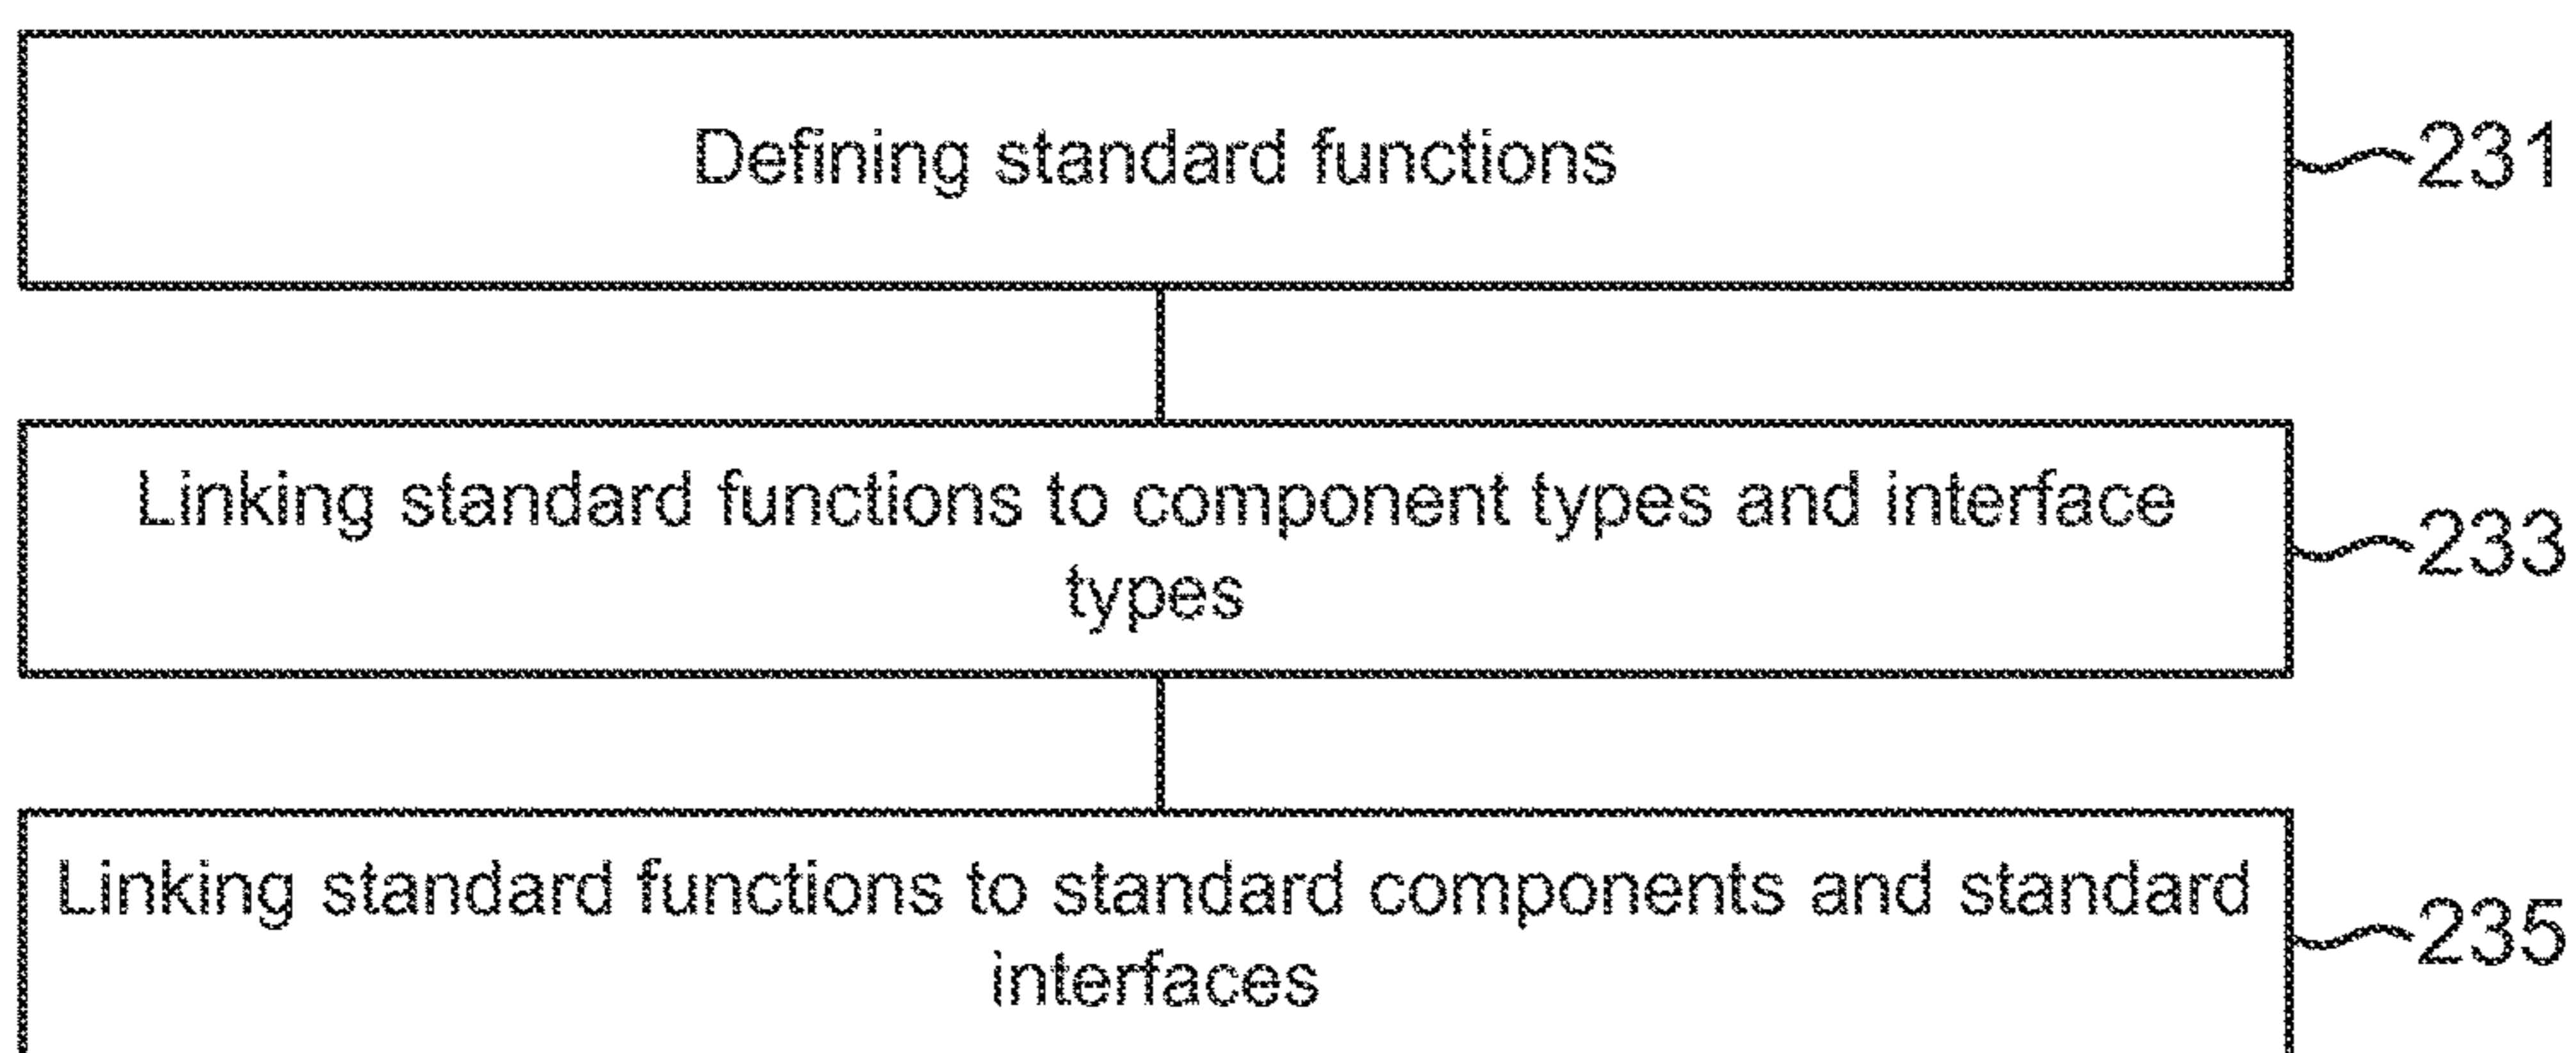 Defining standard functions
231
Linking standard functions to component types and interface
types
233
Linking standard functions to standard components and standard
interfaces
235